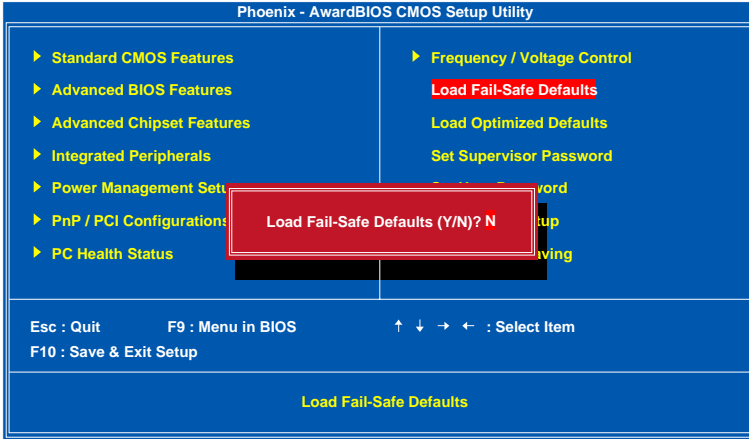 Phoenix - AwardBIOS CMOS Setup Utility
Standard CMOS Features
Advanced BIOS Features
Advanced Chipset Features
Integrated Peripherals
Power Management Setu
PnP / PCI Configurations
PC Health Status
Frequency / Voltage Control
Load Fail-Safe Defaults
Load Optimized Defaults
Set Supervisor Password
Load Fail-Safe Defaults (Y/N)? N
Esc : Quit F9 : Menu in BIOS ↑ ↓ → ← : Select Item
F10 : Save & Exit Setup
Load Fail-Safe Defaults